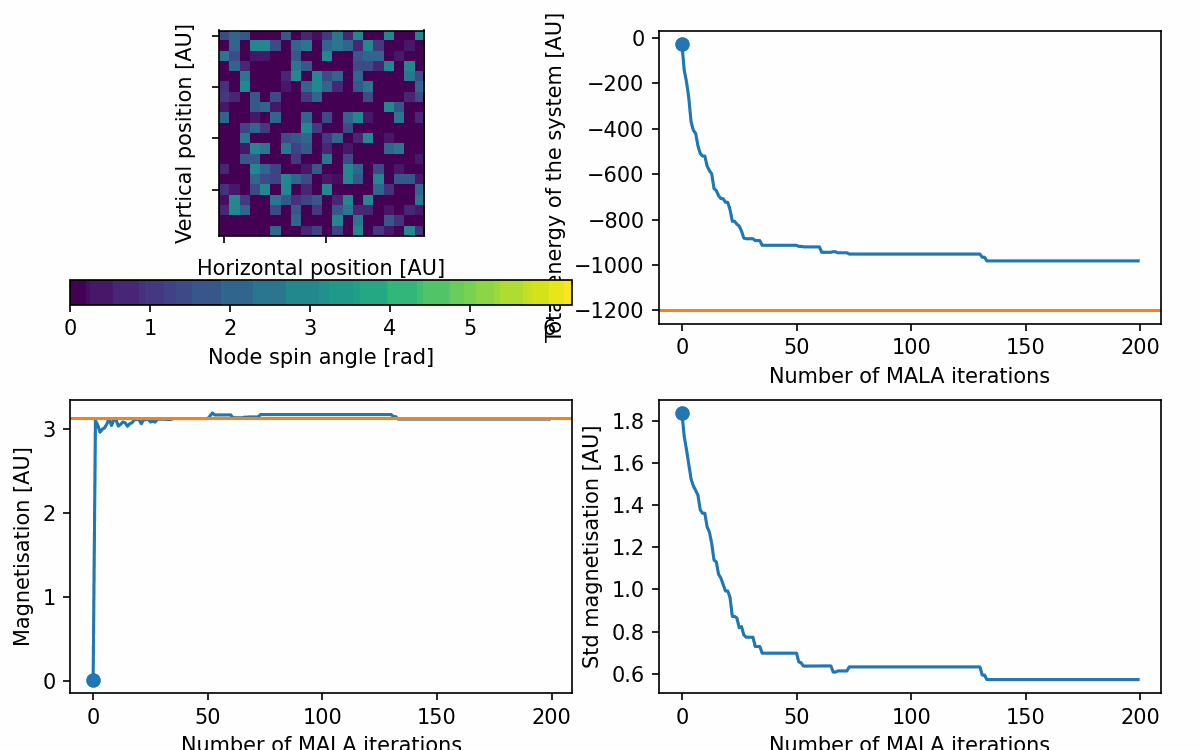 Vertical position [AU]
Horizontal position [AU]
0 1 2 3 4 5 6
Node spin angle [rad]
Total energy of the system [AU]
0
−200
−400
−600
−800
−1000
−1200
0 50 100 150 200
Number of MALA iterations
Magnetisation [AU]
3
2
1
0
0 50 100 150 200
Number of MALA iterations
Std magnetisation [AU]
1.8
1.6
1.4
1.2
1.0
0.8
0.6
0 50 100 150 200
Number of MALA iterations